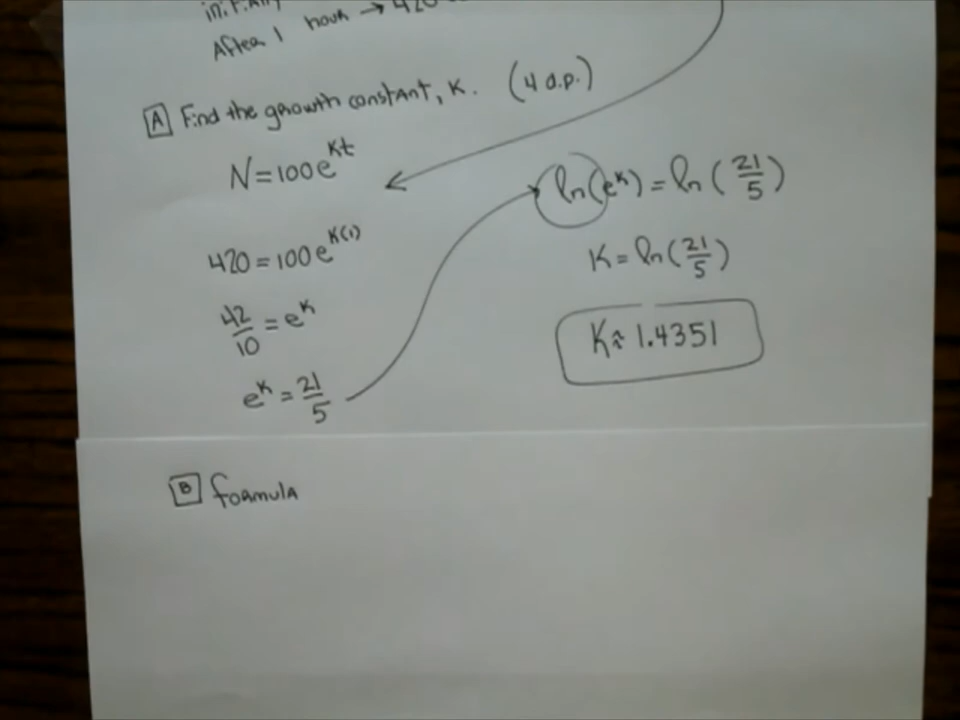 After 1 hour → 420
A Find the growth constant, K. (4 d.p.)
N=100e^{Kt}
420=100e^{K(1)}
42/10 = e^K
e^K = 21/5
ln(e^K) = ln(21/5)
K = ln(21/5)
K≈ 1.4351
B formula